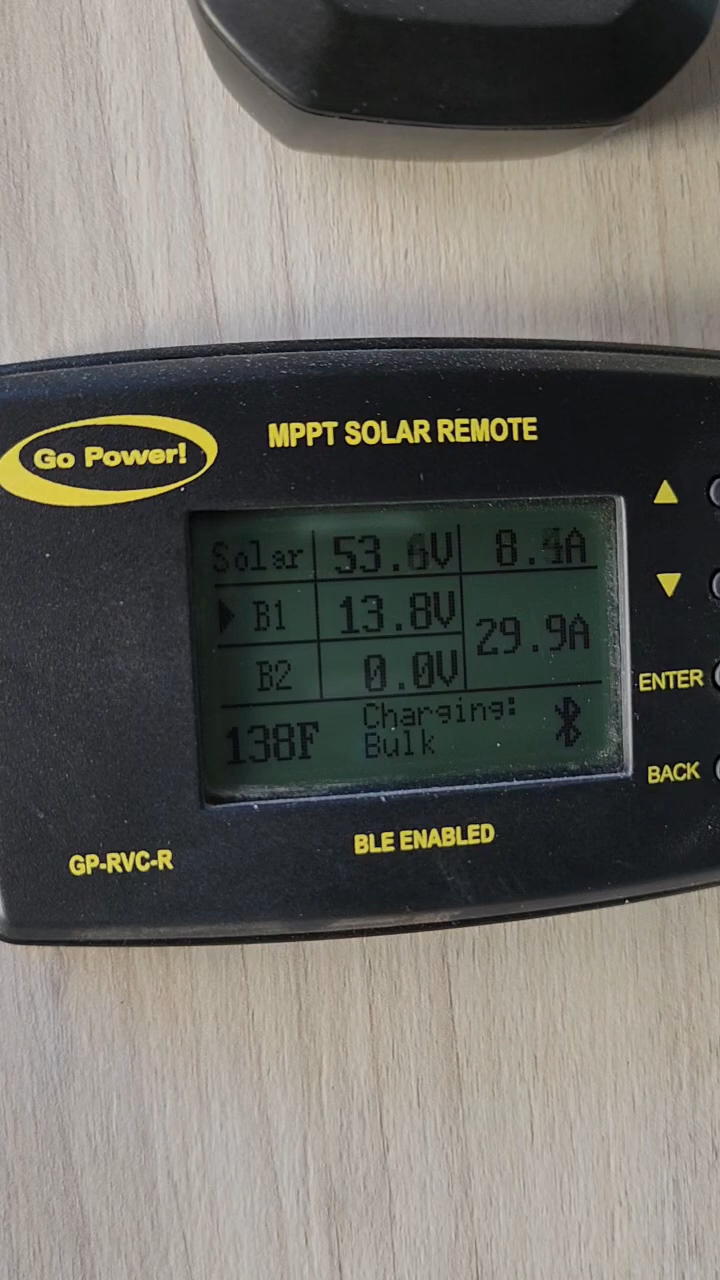 Go Power!
MPPT SOLAR REMOTE
Solar 53.6V 8.4A
B1 13.8V
29.9A
B2 0.0V
138F Charging:
Bulk
ENTER
BACK
GP-RVC-R
BLE ENABLED